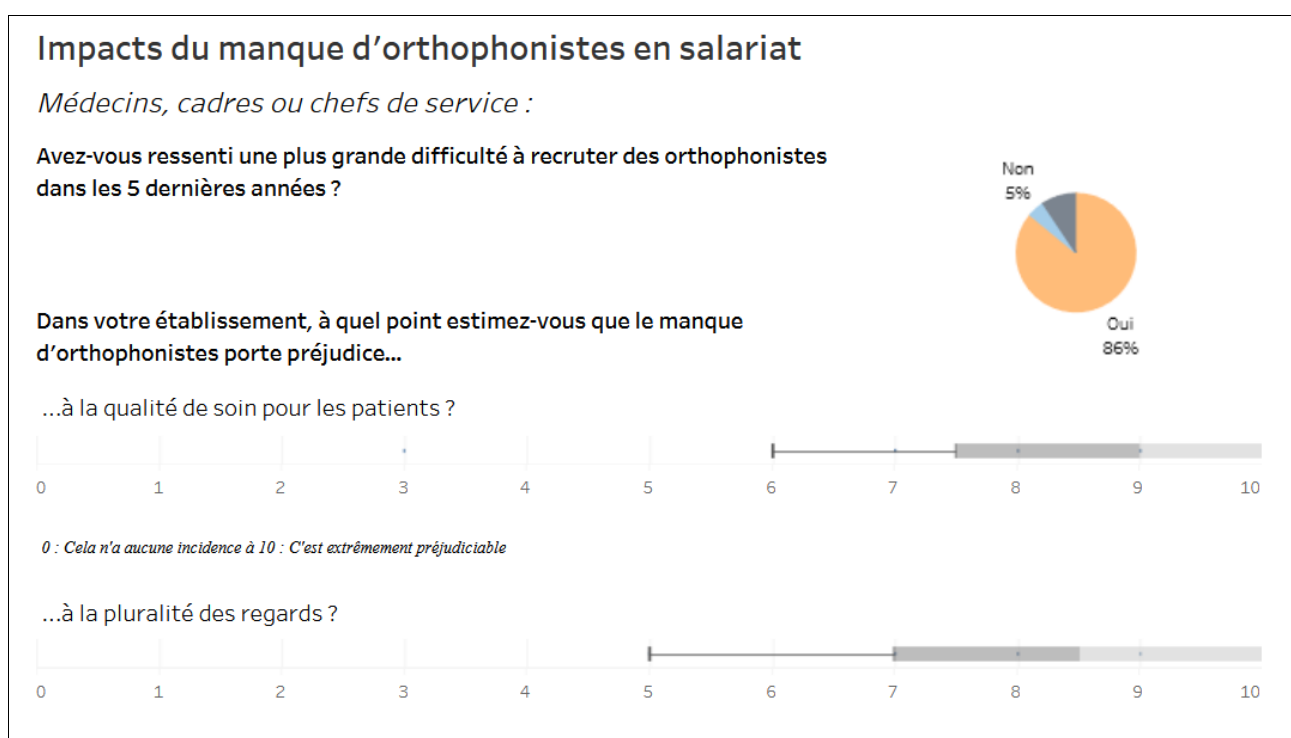 Impacts du manque d'orthophonistes en salariat
Médecins, cadres ou chefs de service :
Avez-vous ressenti une plus grande difficulté à recruter des orthophonistes
dans les 5 dernières années ?
Non
5%
Oui
86%
Dans votre établissement, à quel point estimez-vous que le manque
d'orthophonistes porte préjudice...
...à la qualité de soin pour les patients ?
0 1 2 3 4 5 6 7 8 9 10
0 : Cela n'a aucune incidence à 10 : C'est extrêmement préjudiciable
...à la pluralité des regards ?
0 1 2 3 4 5 6 7 8 9 10